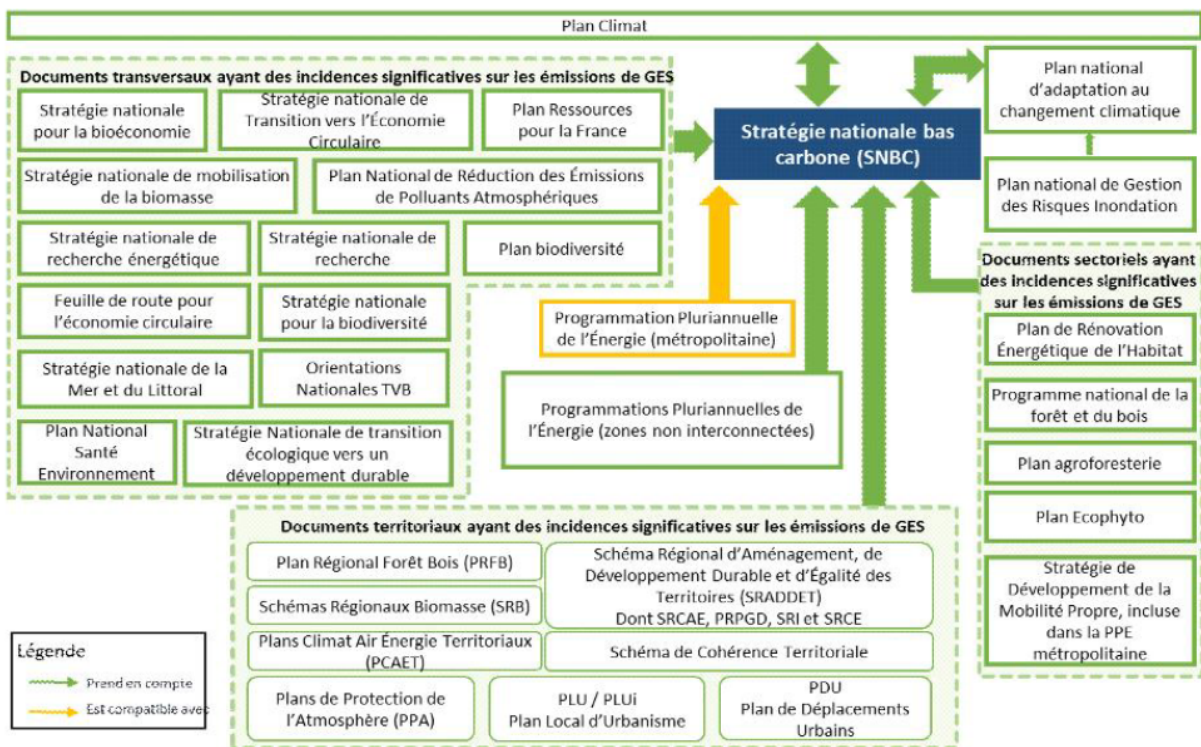 Plan Climat
Documents transversaux ayant des incidences significatives sur les émissions de GES
Stratégie nationale
pour la bioéconomie
Stratégie nationale de
Transition vers l'Économie
Circulaire
Plan Ressources
pour la France
Stratégie nationale de mobilisation
de la biomasse
Plan National de Réduction des Émissions
de Polluants Atmosphériques
Stratégie nationale de
recherche énergétique
Stratégie nationale de
recherche
Plan biodiversité
Feuille de route pour
l'économie circulaire
Stratégie nationale
pour la biodiversité
Stratégie nationale de la
Mer et du Littoral
Orientations
Nationales TVB
Plan National
Santé
Environnement
Stratégie Nationale de transition
écologique vers un
développement durable
Stratégie nationale bas
carbone (SNBC)
Plan national
d'adaptation au
changement climatique
Plan national de Gestion
des Risques Inondation
Programmation Pluriannuelle
de l'Énergie (métropolitaine)
Programmations Pluriannuelles de
l'Énergie (zones non interconnectées)
Documents sectoriels ayant
des incidences significatives
sur les émissions de GES
Plan de Rénovation
Énergétique de l'Habitat
Programme national de la
forêt et du bois
Plan agroforesterie
Plan Ecophyto
Stratégie de
Développement de la
Mobilité Propre, incluse
dans la PPE
métropolitaine
Documents territoriaux ayant des incidences significatives sur les émissions de GES
Plan Régional Forêt Bois (PRFB)
Schémas Régionaux Biomasse (SRB)
Schéma Régional d'Aménagement, de
Développement Durable et d'Égalité des
Territoires (SRADDET)
Dont SRCAE, PRPGD, SRI et SRCE
Plans Climat Air Énergie Territoriaux
(PCAET)
Schéma de Cohérence Territoriale
Plans de Protection de
l'Atmosphère (PPA)
PLU / PLUi
Plan Local d'Urbanisme
PDU
Plan de Déplacements
Urbains
Légende
Prend en compte
Est compatible avec